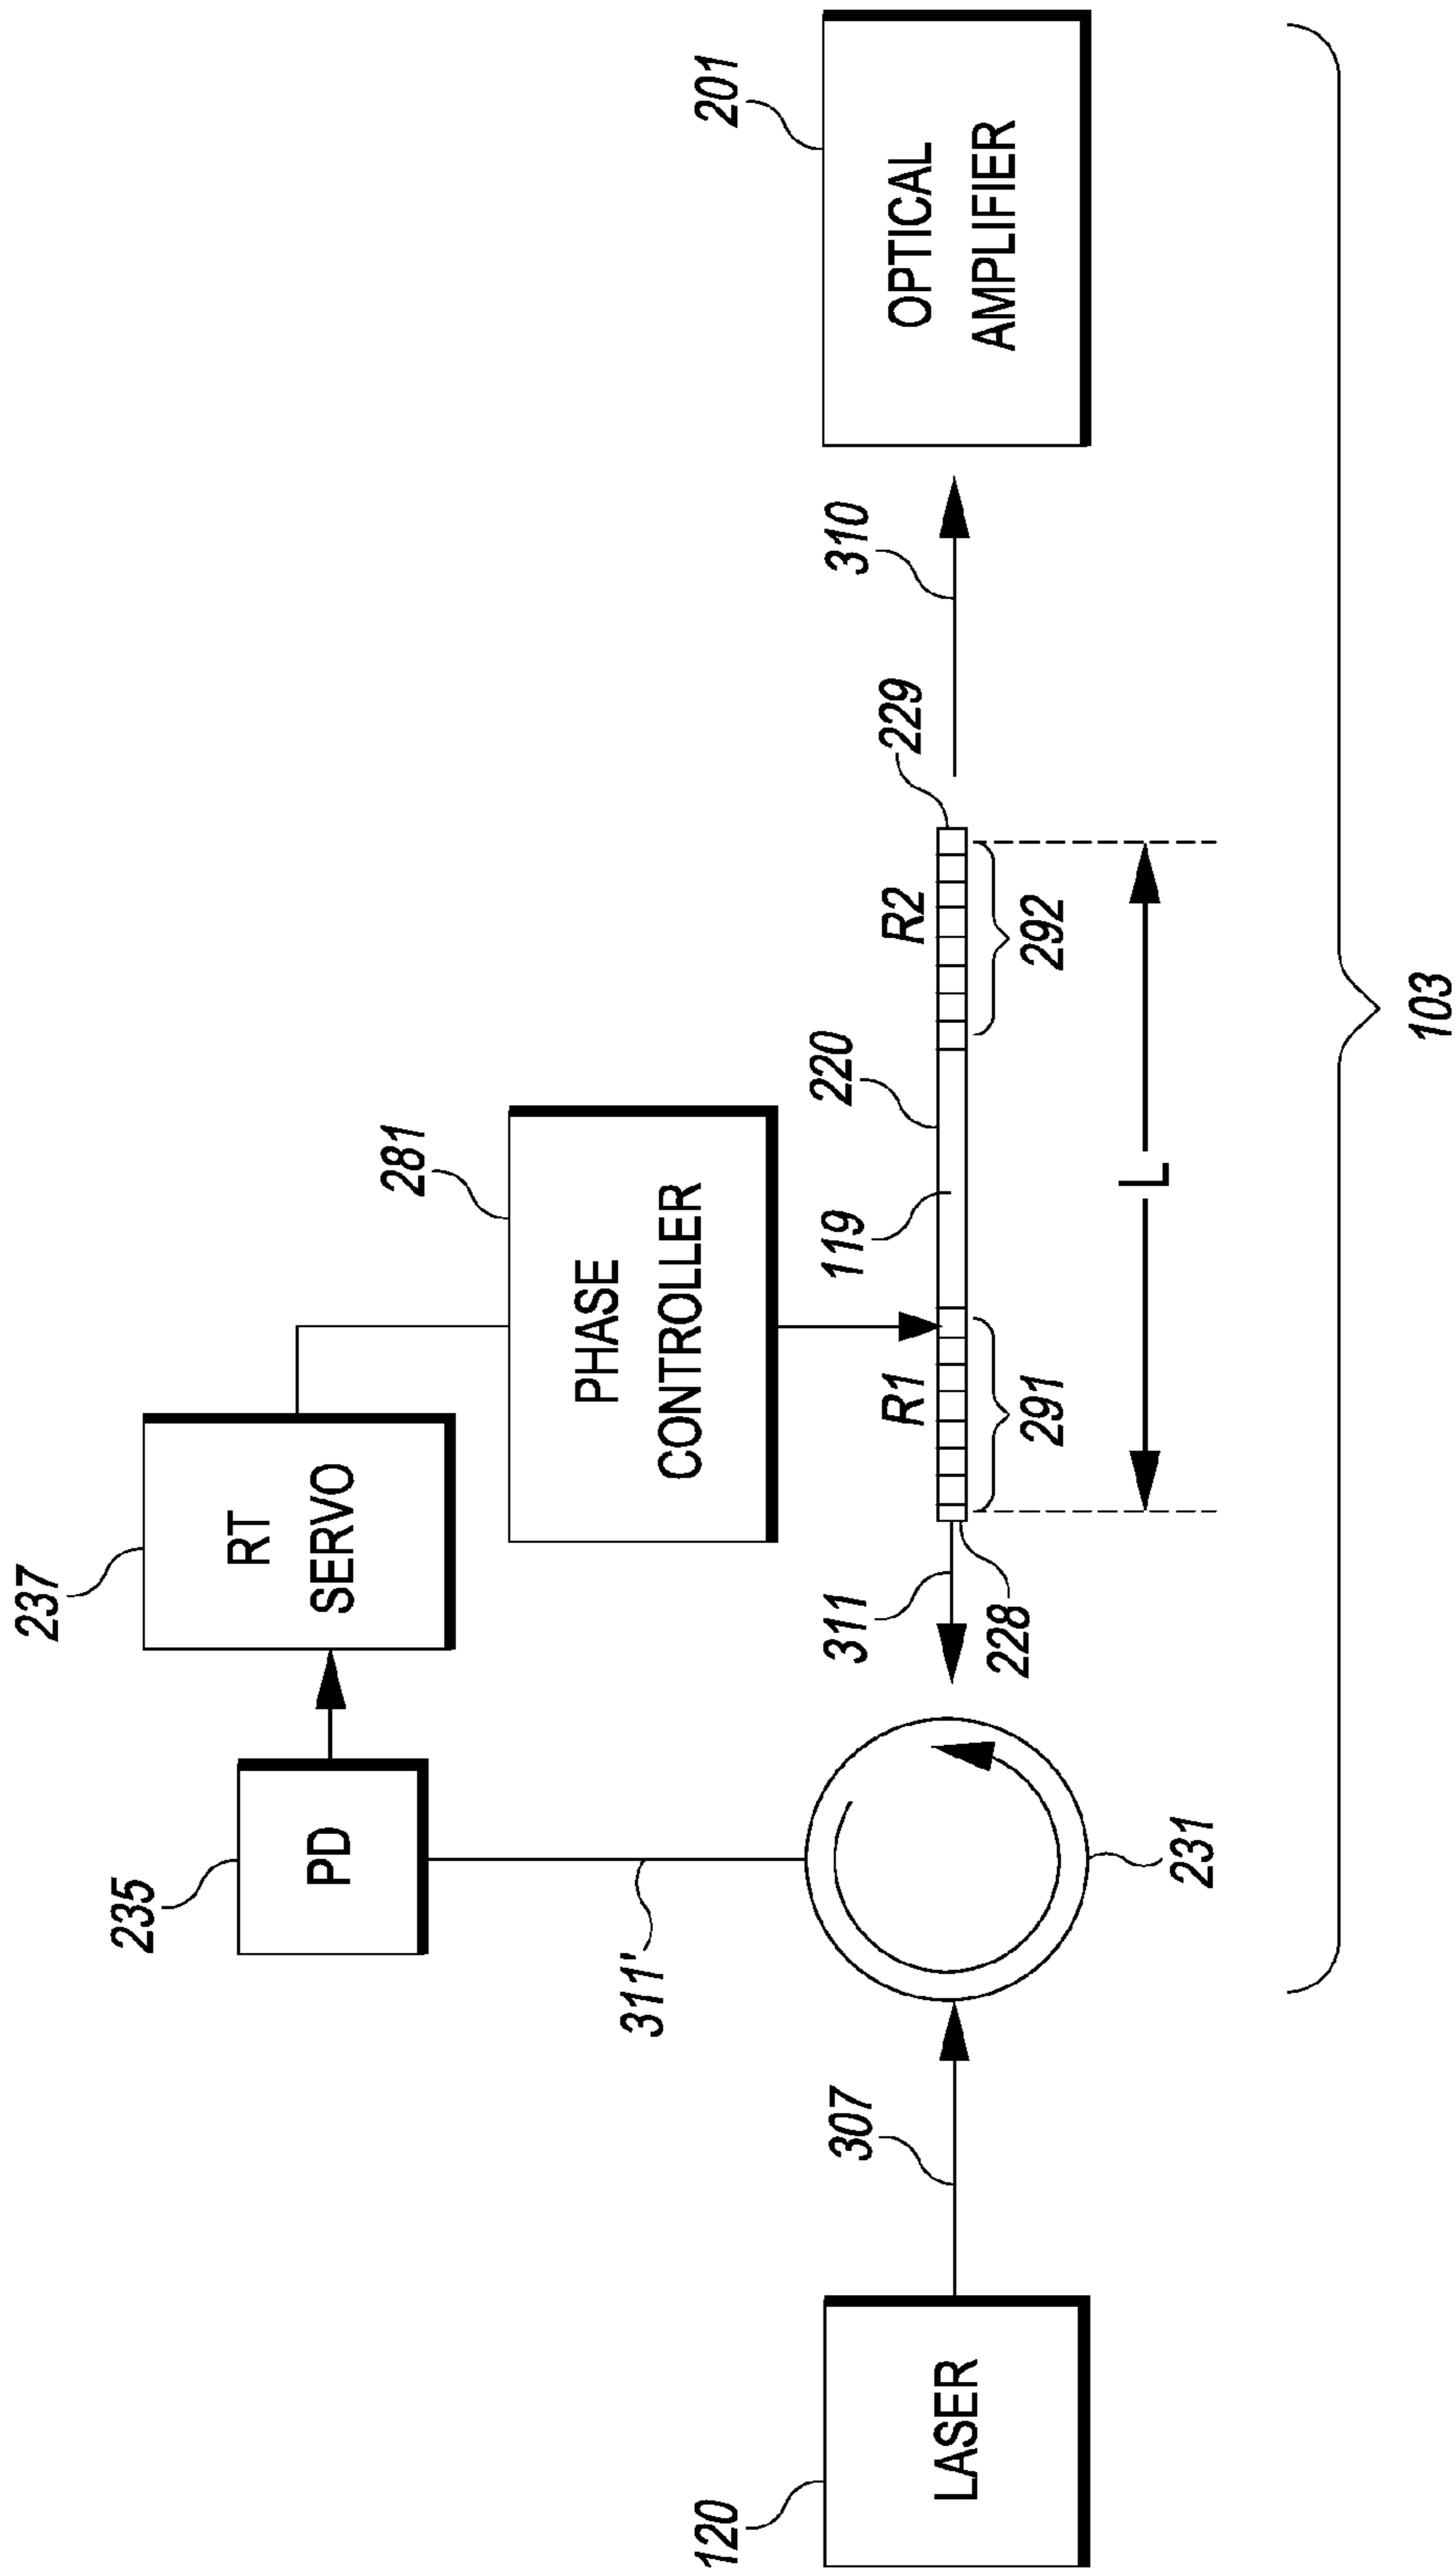 237
235
RT
SERVO
PD
281
PHASE
CONTROLLER
311'
201
OPTICAL
AMPLIFIER
310
229
220
119
R2
292
R1
291
311
228
L
307
231
120
LASER
103